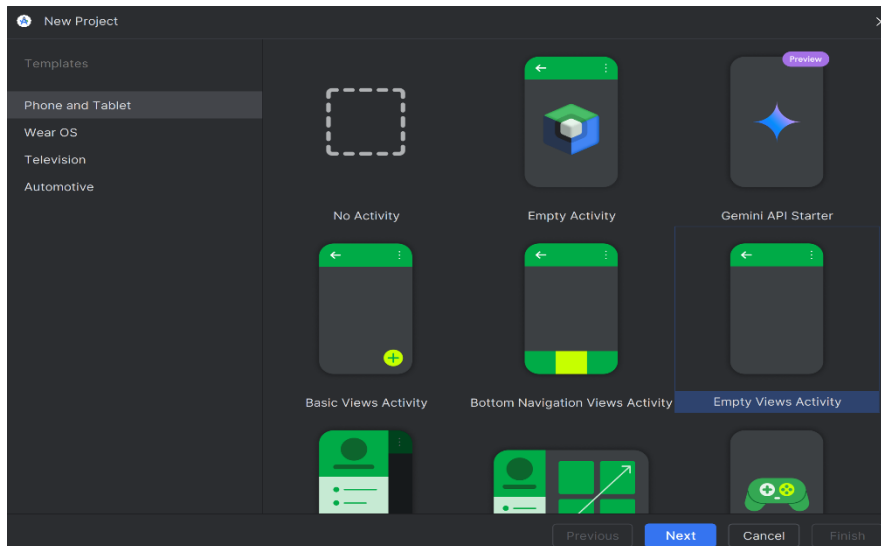 New Project
Templates
Phone and Tablet
Wear OS
Television
Automotive
Preview
No Activity
Empty Activity
Gemini API Starter
Basic Views Activity
Bottom Navigation Views Activity
Empty Views Activity
Previous
Next
Cancel
Finish